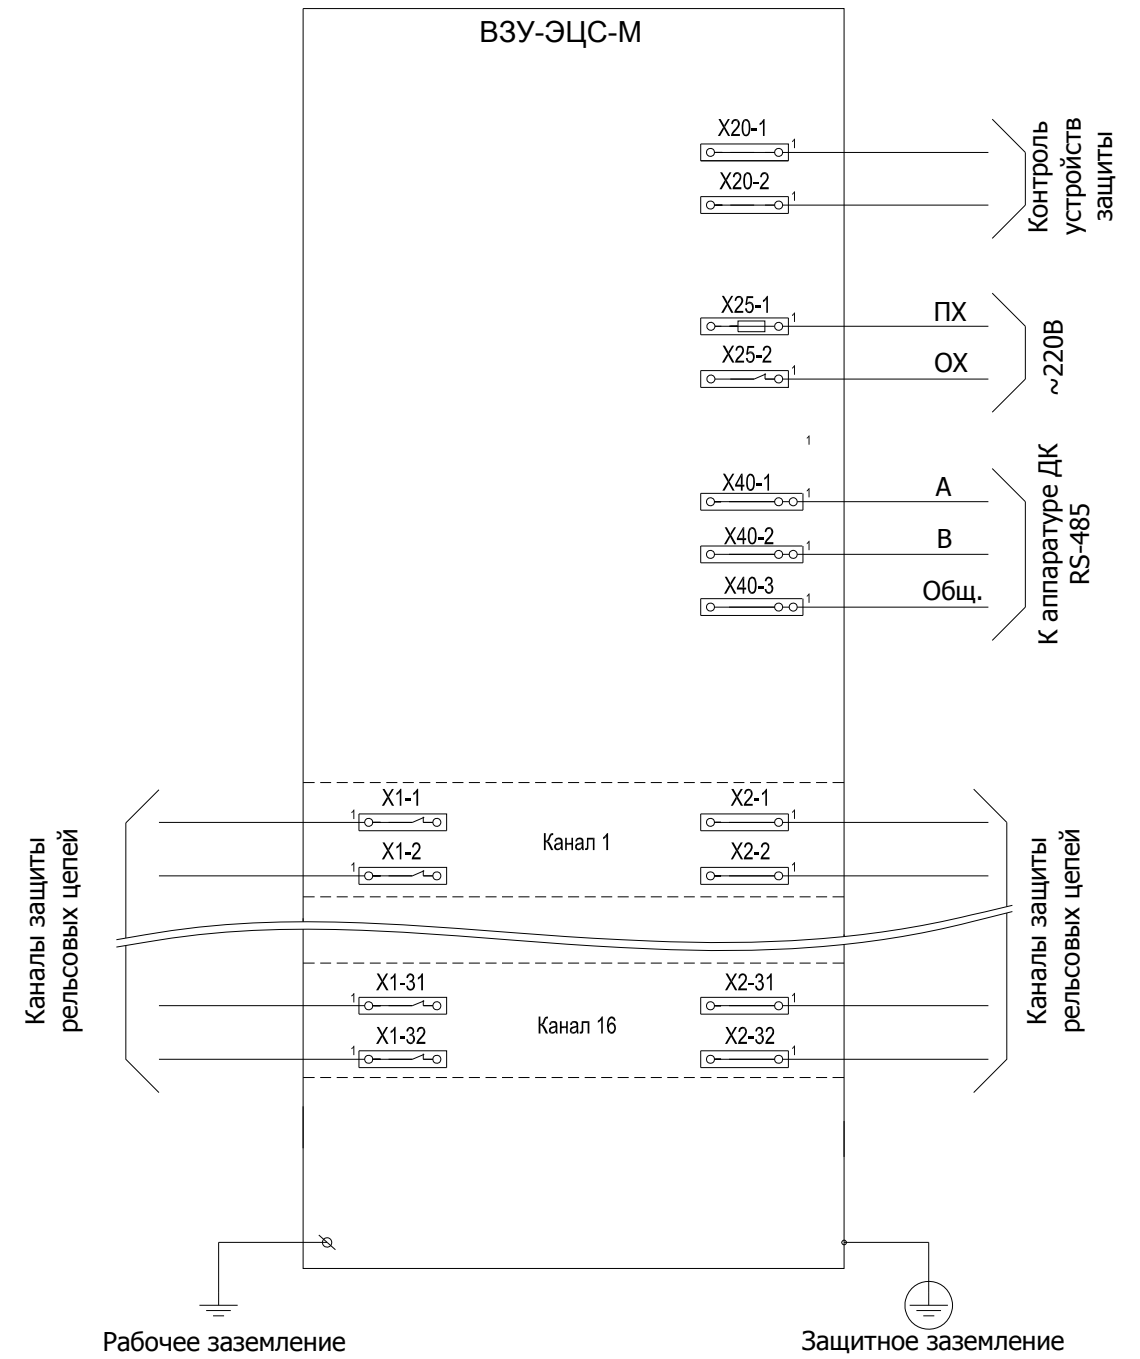 ВЗУ-ЭЦС-М
X20-1
1
X20-2
1
Контроль
устройств
защиты
X25-1
1
ПХ
X25-2
1
ОХ
~220В
1
X40-1
1
А
X40-2
1
В
X40-3
1
Общ.
К аппаратуре ДК
RS-485
Каналы защиты
рельсовых цепей
X1-1
1
X1-2
1
Канал 1
X2-1
1
X2-2
1
X1-31
1
X1-32
1
Канал 16
X2-31
1
X2-32
1
Каналы защиты
рельсовых цепей
Рабочее заземление
Защитное заземление